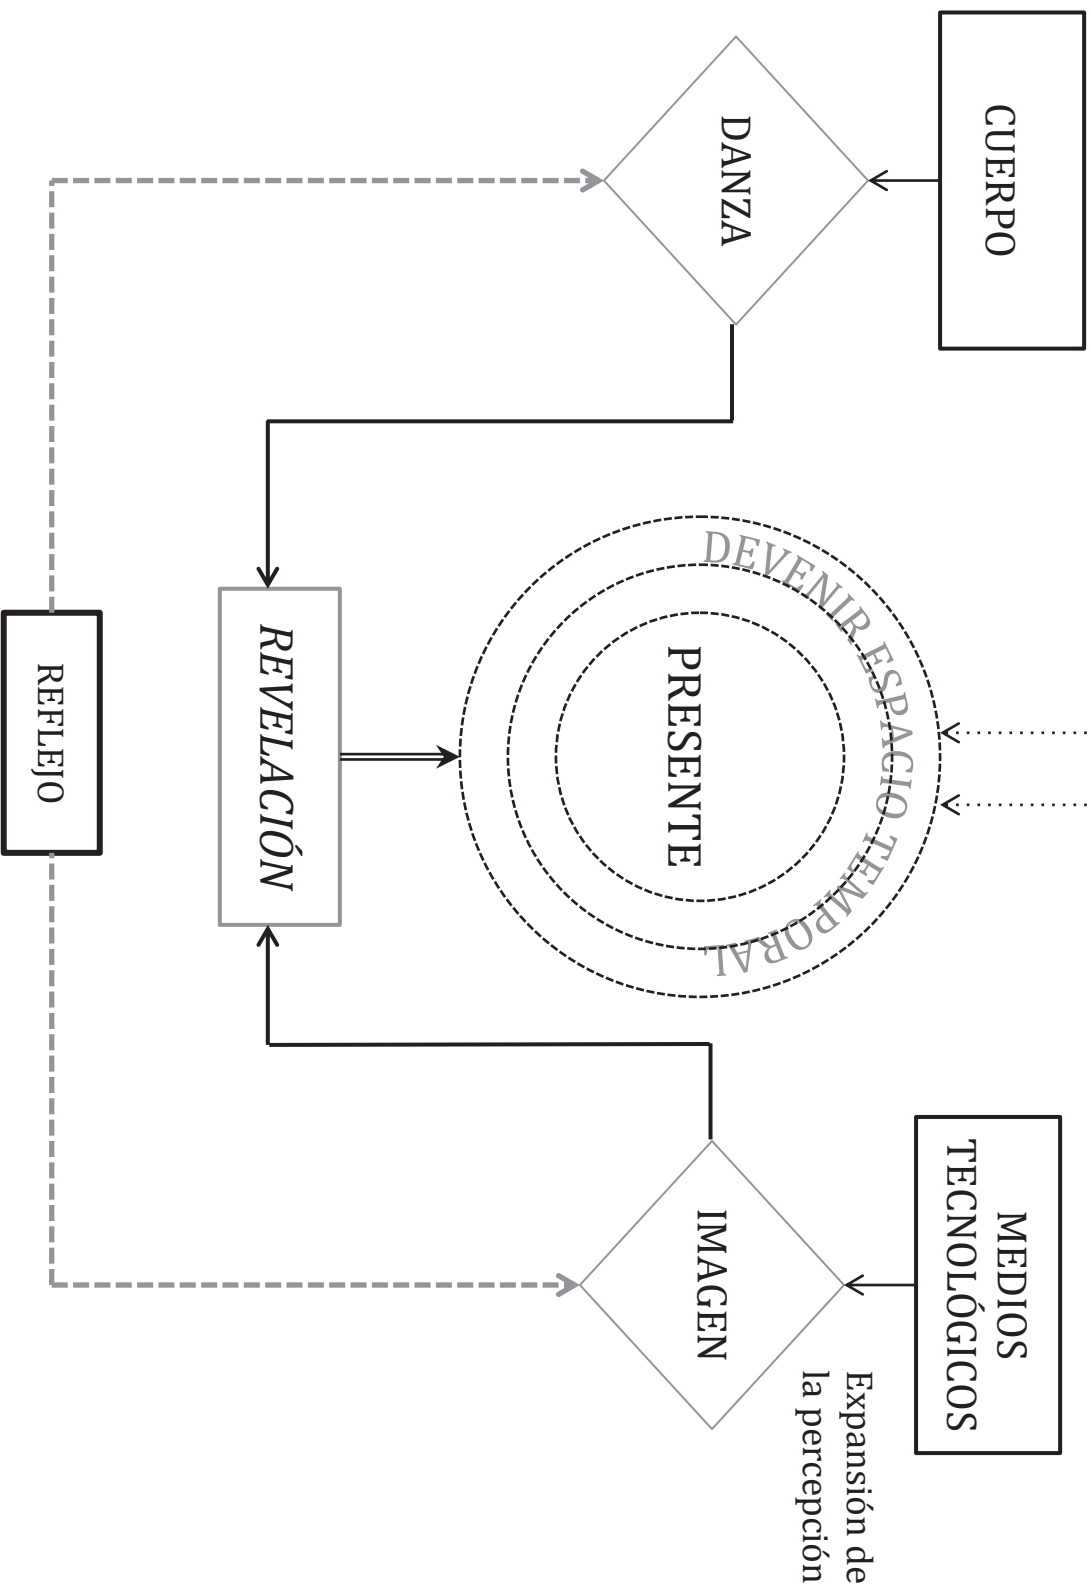 CUERPO
MEDIOS
TECNOLÓGICOS
Expansión de
la percepción
DANZA
DEVENIR ESPACIO TEMPORAL
PRESENTE
IMAGEN
REVELACIÓN
REFLEJO